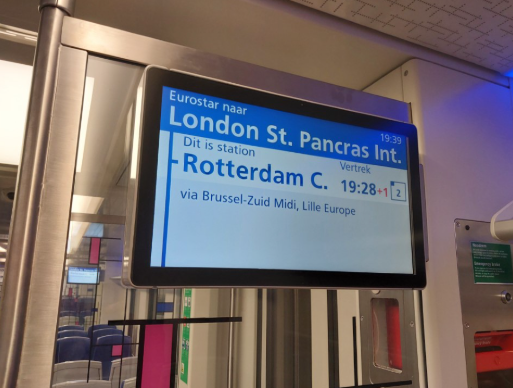 Eurostar naar
19:39
London St. Pancras Int.
Dit is station
Vertrek
Rotterdam C.
19:28+1 2
via Brussel-Zuid Midi, Lille Europe